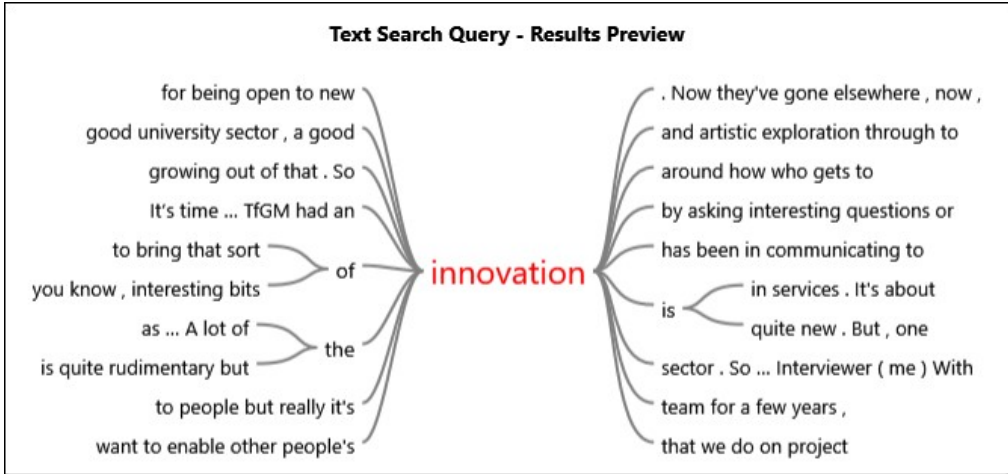 Text Search Query - Results Preview
for being open to new
good university sector , a good
growing out of that . So
It's time ... TfGM had an
to bring that sort
of
you know , interesting bits
as ... A lot of
the
is quite rudimentary but
to people but really it's
want to enable other people's
innovation
. Now they've gone elsewhere , now ,
and artistic exploration through to
around how who gets to
by asking interesting questions or
has been in communicating to
is
in services . It's about
quite new . But , one
sector . So ... Interviewer ( me ) With
team for a few years ,
that we do on project